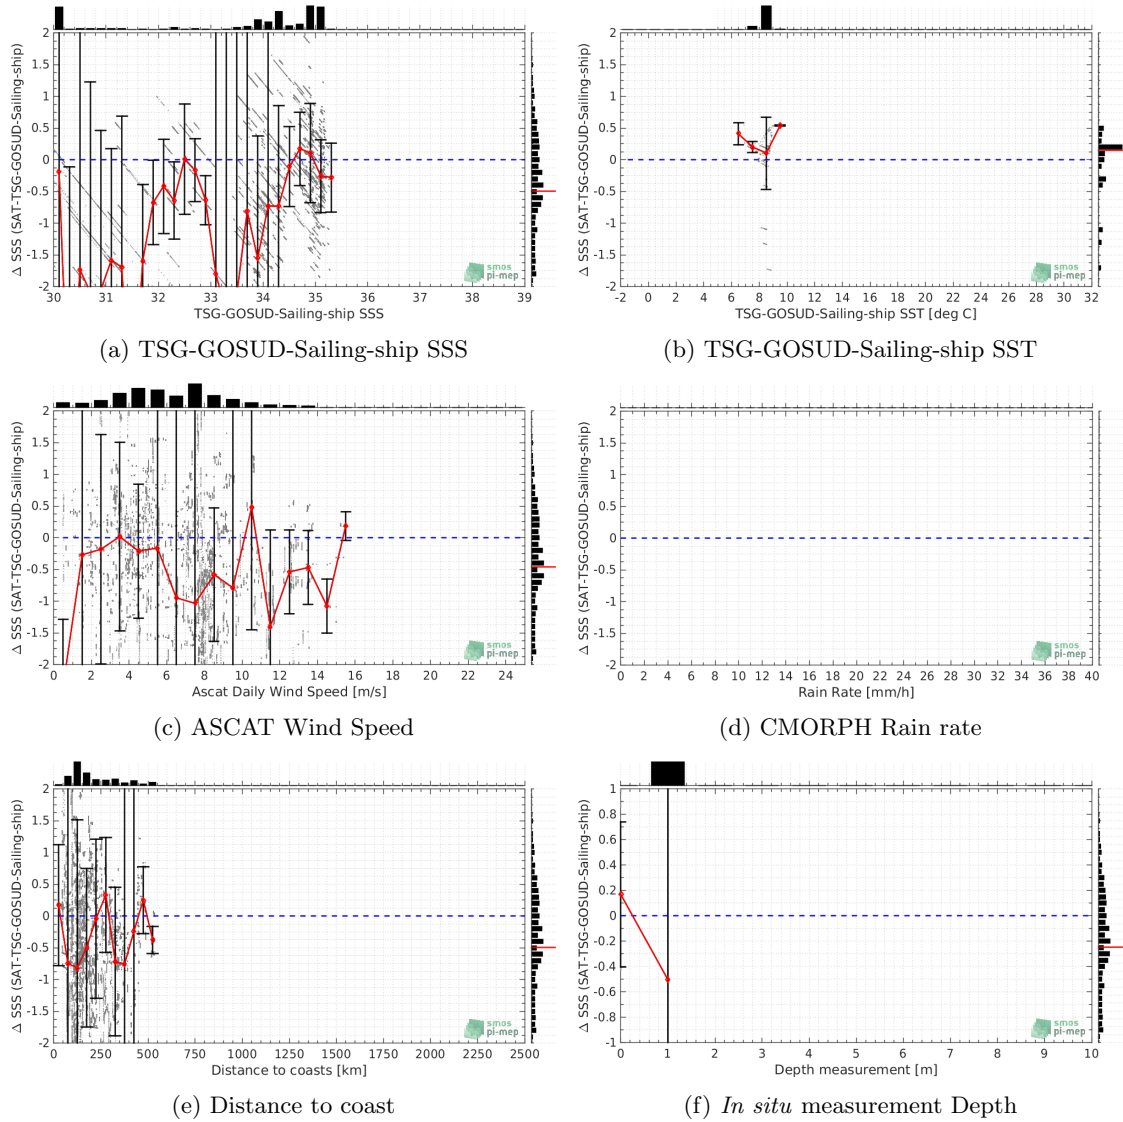 2
1.5
1
0.5
0
-0.5
-1
-1.5
-2
Δ SSS (SAT-TSG-GOSUD-Sailing-ship)
30 31 32 33 34 35 36 37 38 39
TSG-GOSUD-Sailing-ship SSS
smos
pi-mep
(a) TSG-GOSUD-Sailing-ship SSS
2
1.5
1
0.5
0
-0.5
-1
-1.5
-2
Δ SSS (SAT-TSG-GOSUD-Sailing-ship)
-2 0 2 4 6 8 10 12 14 16 18 20 22 24 26 28 30 32
TSG-GOSUD-Sailing-ship SST [deg C]
smos
pi-mep
(b) TSG-GOSUD-Sailing-ship SST
2
1.5
1
0.5
0
-0.5
-1
-1.5
-2
Δ SSS (SAT-TSG-GOSUD-Sailing-ship)
0 2 4 6 8 10 12 14 16 18 20 22 24
Ascat Daily Wind Speed [m/s]
smos
pi-mep
(c) ASCAT Wind Speed
2
1.5
1
0.5
0
-0.5
-1
-1.5
-2
Δ SSS (SAT-TSG-GOSUD-Sailing-ship)
0 2 4 6 8 10 12 14 16 18 20 22 24 26 28 30 32 34 36 38 40
Rain Rate [mm/h]
smos
pi-mep
(d) CMORPH Rain rate
2
1.5
1
0.5
0
-0.5
-1
-1.5
-2
Δ SSS (SAT-TSG-GOSUD-Sailing-ship)
0 250 500 750 1000 1250 1500 1750 2000 2250 2500
Distance to coasts [km]
smos
pi-mep
(e) Distance to coast
1
0.8
0.6
0.4
0.2
0
-0.2
-0.4
-0.6
-0.8
-1
Δ SSS (SAT-TSG-GOSUD-Sailing-ship)
0 1 2 3 4 5 6 7 8 9 10
Depth measurement [m]
smos
pi-mep
(f) In situ measurement Depth